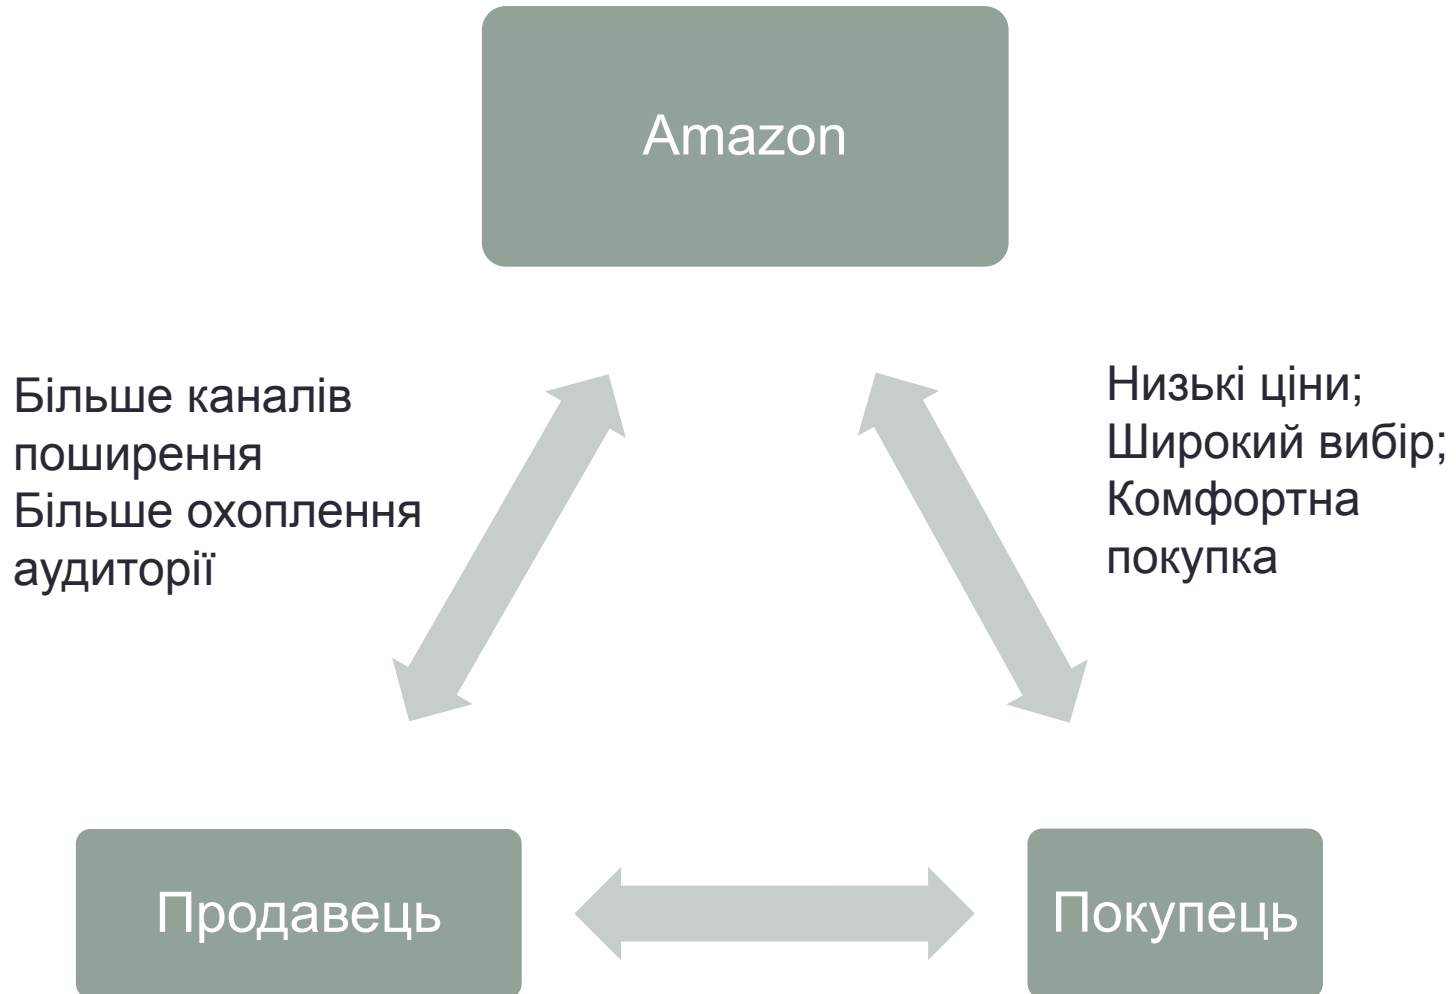 Amazon
Більше каналів
поширення
Більше охоплення
аудиторії
Низькі ціни;
Широкий вибір;
Комфортна
покупка
Продавець
Покупець